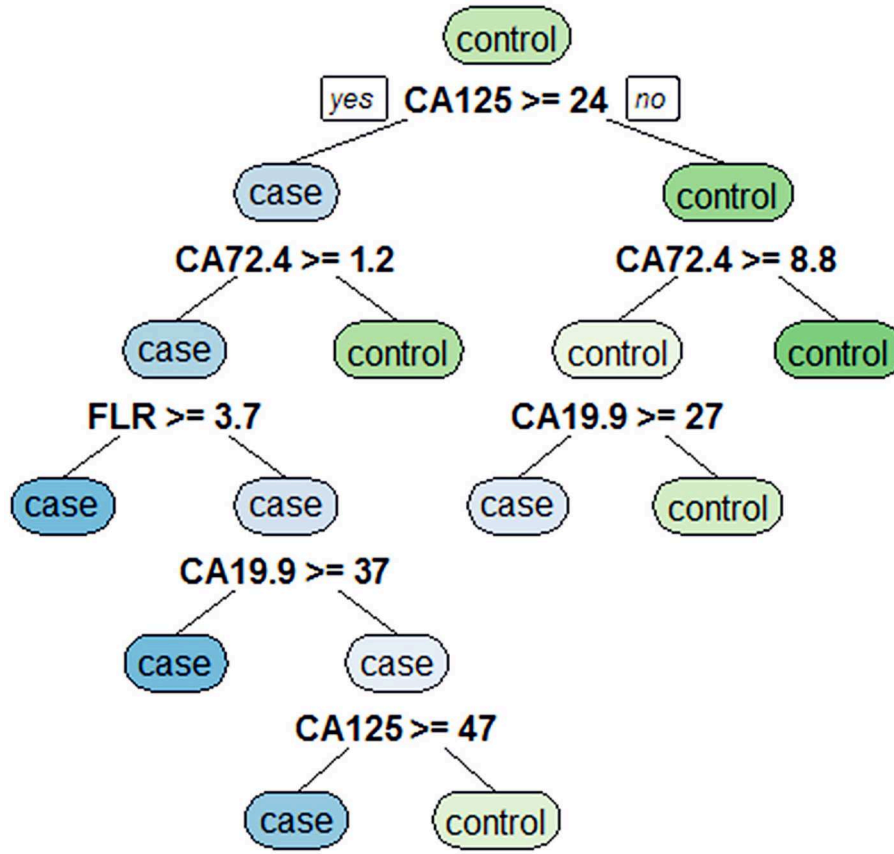 control
yes CA125 >= 24 no
case control
CA72.4 >= 1.2 CA72.4 >= 8.8
case control control control
FLR >= 3.7 CA19.9 >= 27
case case case control
CA19.9 >= 37
case case
CA125 >= 47
case control